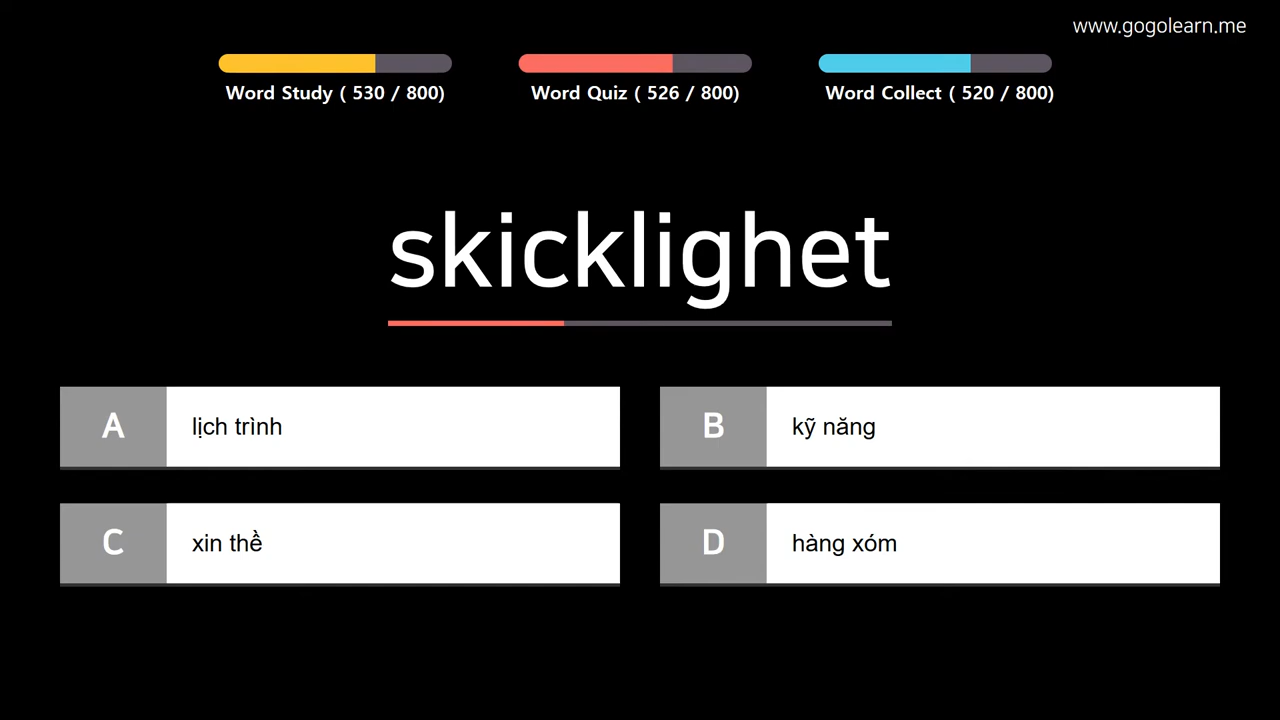 www.gogolearn.me
Word Study ( 530 / 800)
Word Quiz ( 526 / 800)
Word Collect ( 520 / 800)
skicklighet
A
lịch trình
B
kỹ năng
C
xin thề
D
hàng xóm